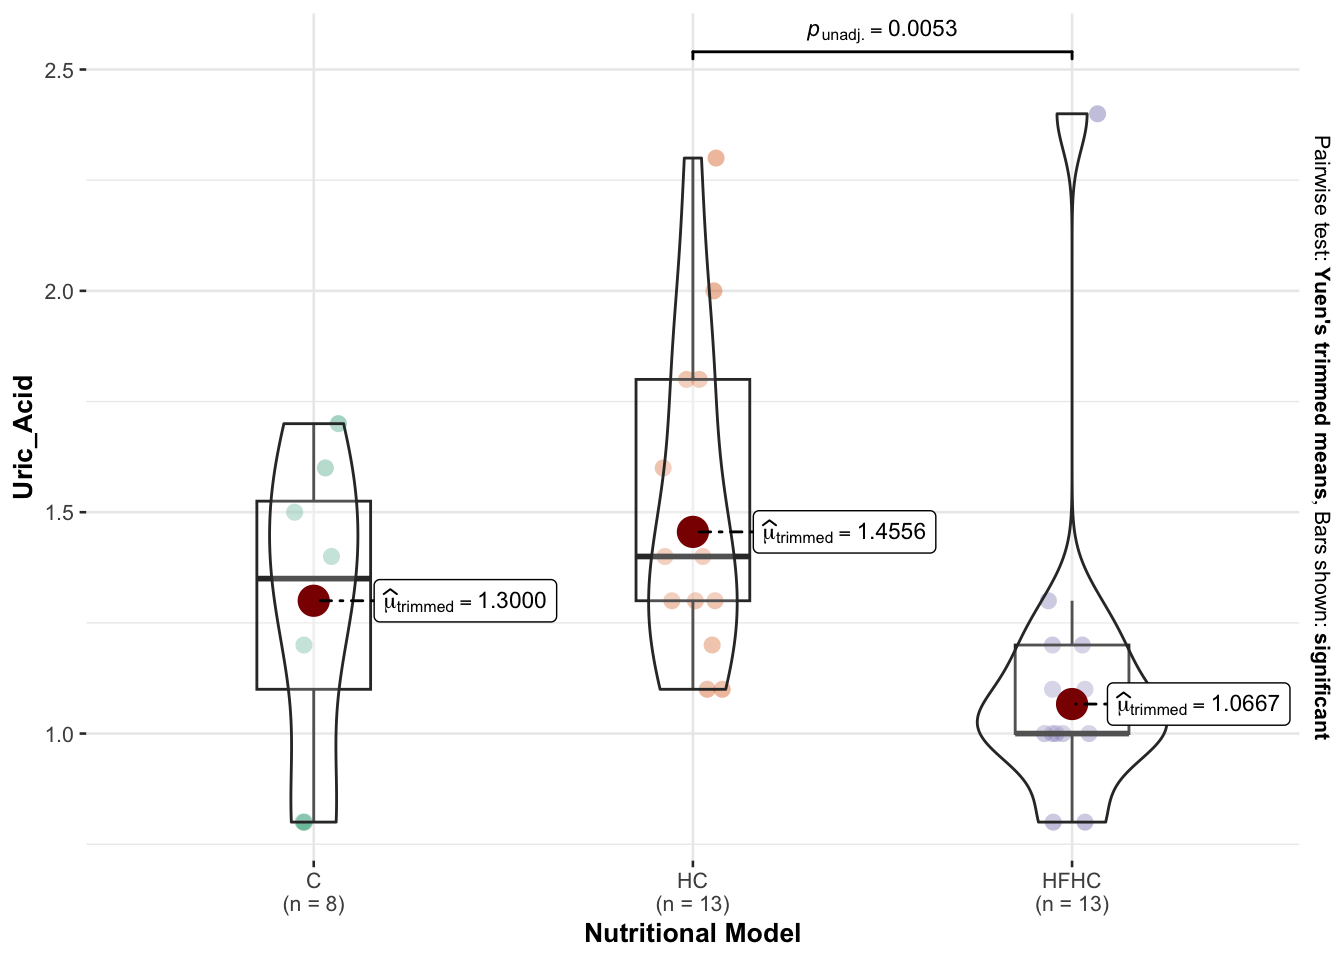 p unadj. = 0.0053
2.5
2.0
1.5
1.0
Uric_Acid
μ̂ trimmed = 1.3000
μ̂ trimmed = 1.4556
μ̂ trimmed = 1.0667
C
(n = 8)
HC
(n = 13)
HFHC
(n = 13)
Nutritional Model
Pairwise test: Yuen's trimmed means, Bars shown: significant